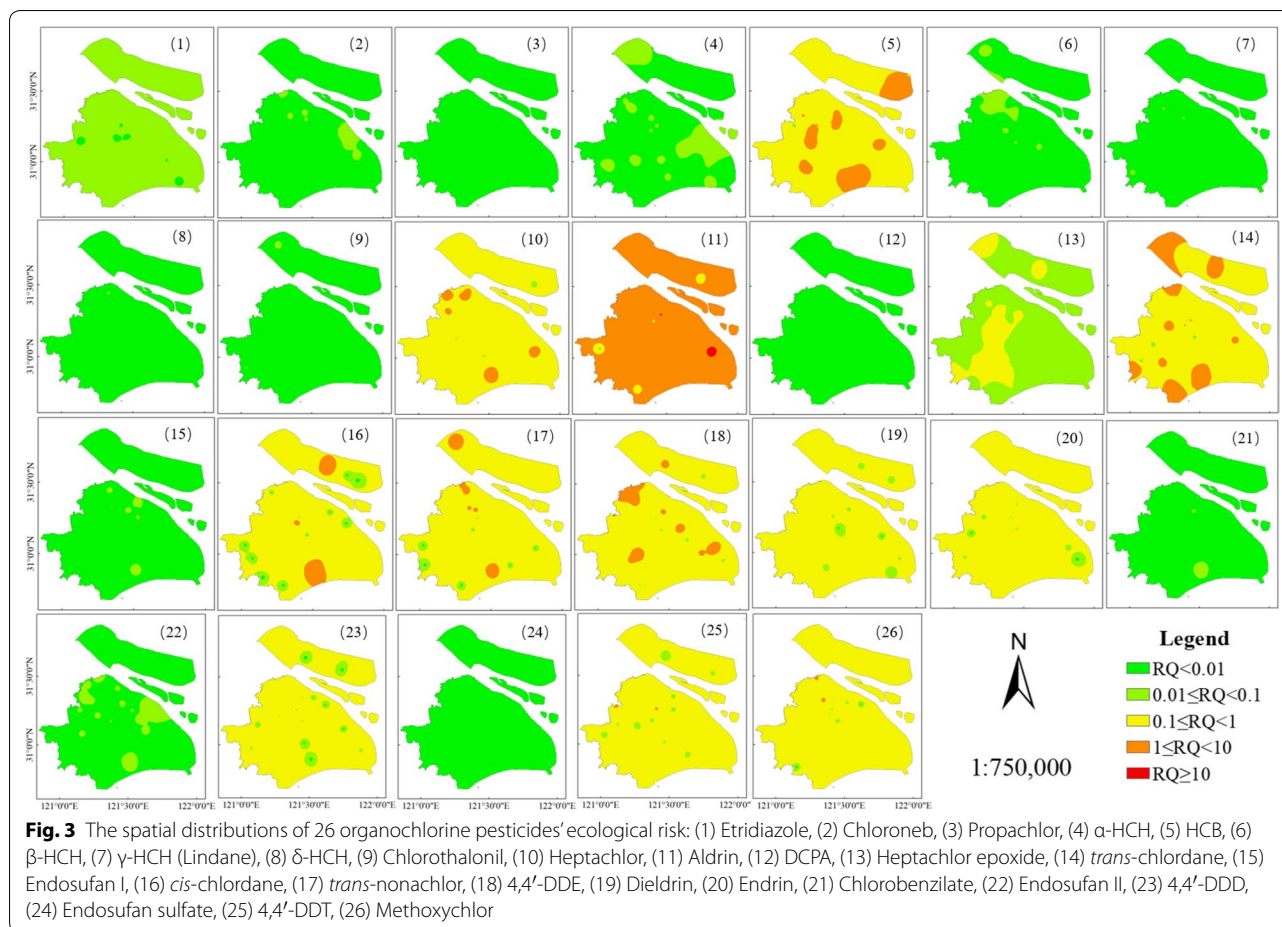 (1) (2) (3) (4) (5) (6) (7)
31°30'0"N
31°0'0"N
(8) (9) (10) (11) (12) (13) (14)
31°30'0"N
31°0'0"N
(15) (16) (17) (18) (19) (20) (21)
31°30'0"N
31°0'0"N
(22) (23) (24) (25) (26)
31°30'0"N
31°0'0"N
121°0'0"E 121°30'0"E 122°0'0"E 121°0'0"E 121°30'0"E 122°0'0"E 121°0'0"E 121°30'0"E 122°0'0"E 121°0'0"E 121°30'0"E 122°0'0"E 121°0'0"E 121°30'0"E 122°0'0"E
N
1:750,000
Legend
RQ<0.01
0.01≤RQ<0.1
0.1≤RQ<1
1≤RQ<10
RQ≥10
Fig. 3 The spatial distributions of 26 organochlorine pesticides' ecological risk: (1) Etridiazole, (2) Chloroneb, (3) Propachlor, (4) α-HCH, (5) HCB, (6)
β-HCH, (7) γ-HCH (Lindane), (8) δ-HCH, (9) Chlorothalonil, (10) Heptachlor, (11) Aldrin, (12) DCPA, (13) Heptachlor epoxide, (14) trans-chlordane, (15)
Endosufan I, (16) cis-chlordane, (17) trans-nonachlor, (18) 4,4′-DDE, (19) Dieldrin, (20) Endrin, (21) Chlorobenzilate, (22) Endosufan II, (23) 4,4′-DDD,
(24) Endosufan sulfate, (25) 4,4′-DDT, (26) Methoxychlor